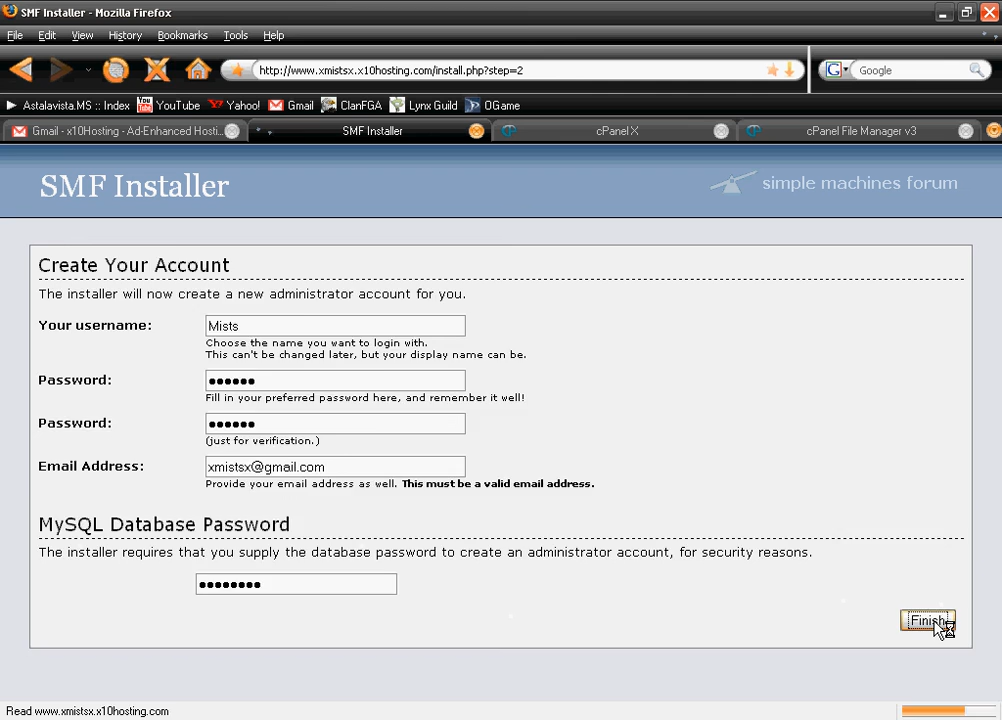 SMF Installer - Mozilla Firefox
File Edit View History Bookmarks Tools Help
http://www.xmistsx.x10hosting.com/install.php?step=2
G Google
Astalavista.MS :: Index YouTube Yahoo! Gmail ClanFGA Lynx Guild OGame
Gmail - x10Hosting - Ad-Enhanced Hosti... SMF Installer cPanel X cPanel File Manager v3
SMF Installer
simple machines forum
Create Your Account
The installer will now create a new administrator account for you.
Your username: Mists
Choose the name you want to login with.
This can't be changed later, but your display name can be.
Password: ●●●●●●
Fill in your preferred password here, and remember it well!
Password: ●●●●●●
(just for verification.)
Email Address: xmistsx@gmail.com
Provide your email address as well. This must be a valid email address.
MySQL Database Password
The installer requires that you supply the database password to create an administrator account, for security reasons.
●●●●●●●●
Finish
Read www.xmistsx.x10hosting.com